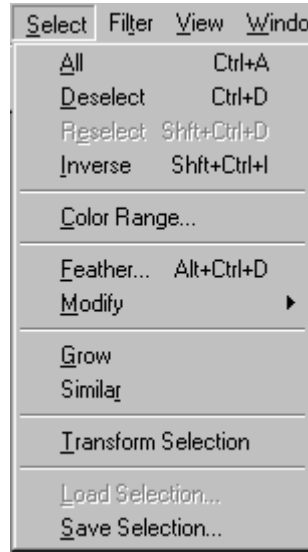 Select Filter View Windo
All Ctrl+A
Deselect Ctrl+D
Reselect Shft+Ctrl+D
Inverse Shft+Ctrl+I
Color Range...
Feather... Alt+Ctrl+D
Modify
Grow
Similar
Transform Selection
Load Selection...
Save Selection...